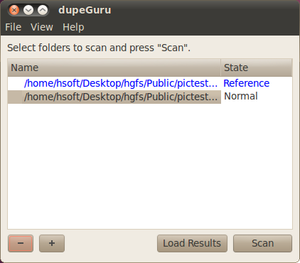 dupeGuru
File View Help
Select folders to scan and press "Scan".
Name State
/home/hsoft/Desktop/hgfs/Public/pictest... Reference
/home/hsoft/Desktop/hgfs/Public/pictest... Normal
− + Load Results Scan